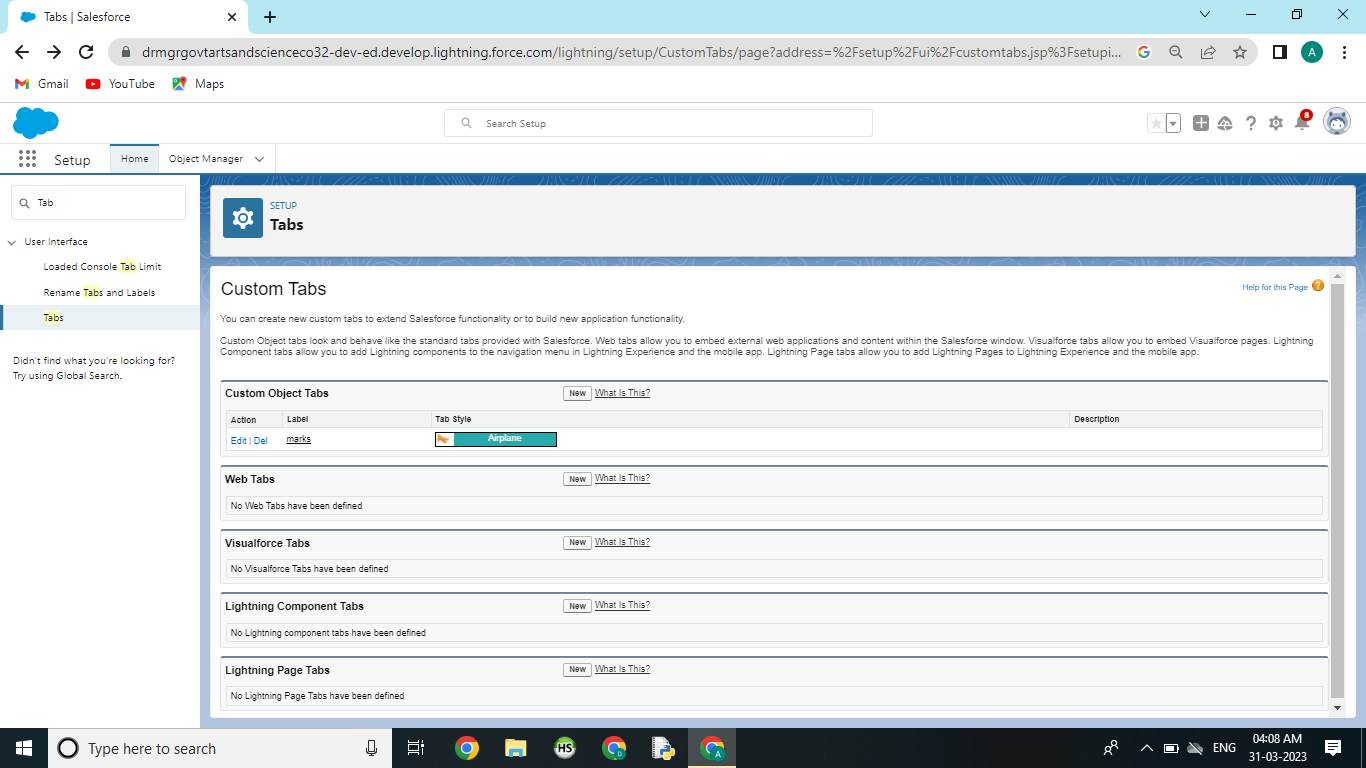 Tabs | Salesforce
drmgrgovtartsandscienceco32-dev-ed.develop.lightning.force.com/lightning/setup/CustomTabs/page?address=%2Fsetup%2Fui%2Fcustomtabs.jsp%3Fsetupi...
A
Gmail
YouTube
Maps
Search Setup
8
Setup
Home
Object Manager
Tab
User Interface
Loaded Console Tab Limit
Rename Tabs and Labels
Tabs
Didn't find what you're looking for?
Try using Global Search.
SETUP
Tabs
Custom Tabs
Help for this Page
You can create new custom tabs to extend Salesforce functionality or to build new application functionality.
Custom Object tabs look and behave like the standard tabs provided with Salesforce. Web tabs allow you to embed external web applications and content within the Salesforce window. Visualforce tabs allow you to embed Visualforce pages. Lightning
Component tabs allow you to add Lightning components to the navigation menu in Lightning Experience and the mobile app. Lightning Page tabs allow you to add Lightning Pages to Lightning Experience and the mobile app.
Custom Object Tabs New What Is This?
Action Label Tab Style Description
Edit | Del marks Airplane
Web Tabs New What Is This?
No Web Tabs have been defined
Visualforce Tabs New What Is This?
No Visualforce Tabs have been defined
Lightning Component Tabs New What Is This?
No Lightning component tabs have been defined
Lightning Page Tabs New What Is This?
No Lightning Page Tabs have been defined
Type here to search
HS
D
A
ENG
04:08 AM
31-03-2023